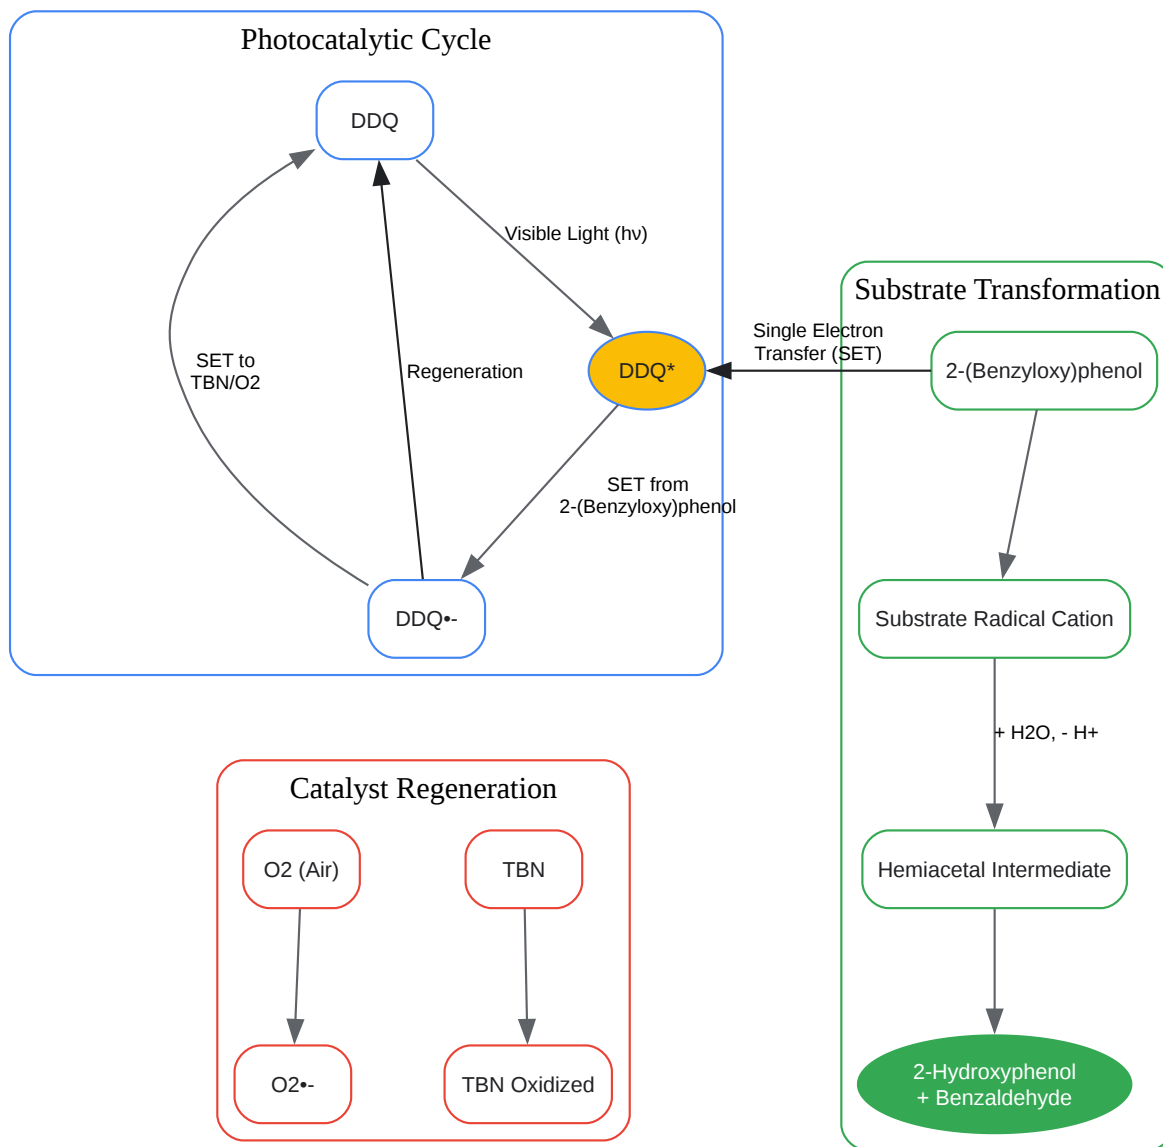 Photocatalytic Cycle
DDQ
Visible Light (hν)
SET to
TBN/O2
Regeneration
DDQ*
SET from
2-(Benzyloxy)phenol
DDQ•-
Single Electron
Transfer (SET)
Substrate Transformation
2-(Benzyloxy)phenol
Substrate Radical Cation
+ H2O, - H+
Hemiacetal Intermediate
2-Hydroxyphenol
+ Benzaldehyde
Catalyst Regeneration
O2 (Air)
TBN
O2•-
TBN Oxidized